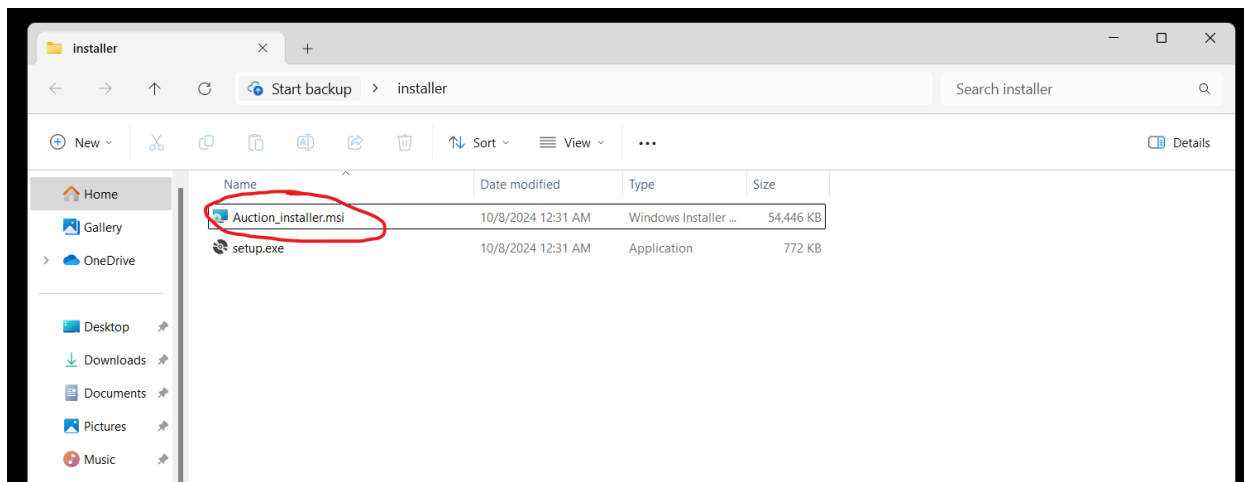 installer
Start backup > installer
Search installer
New
Sort
View
Details
Name Date modified Type Size
Home
Auction_installer.msi 10/8/2024 12:31 AM Windows Installer ... 54,446 KB
Gallery
setup.exe 10/8/2024 12:31 AM Application 772 KB
OneDrive
Desktop
Downloads
Documents
Pictures
Music